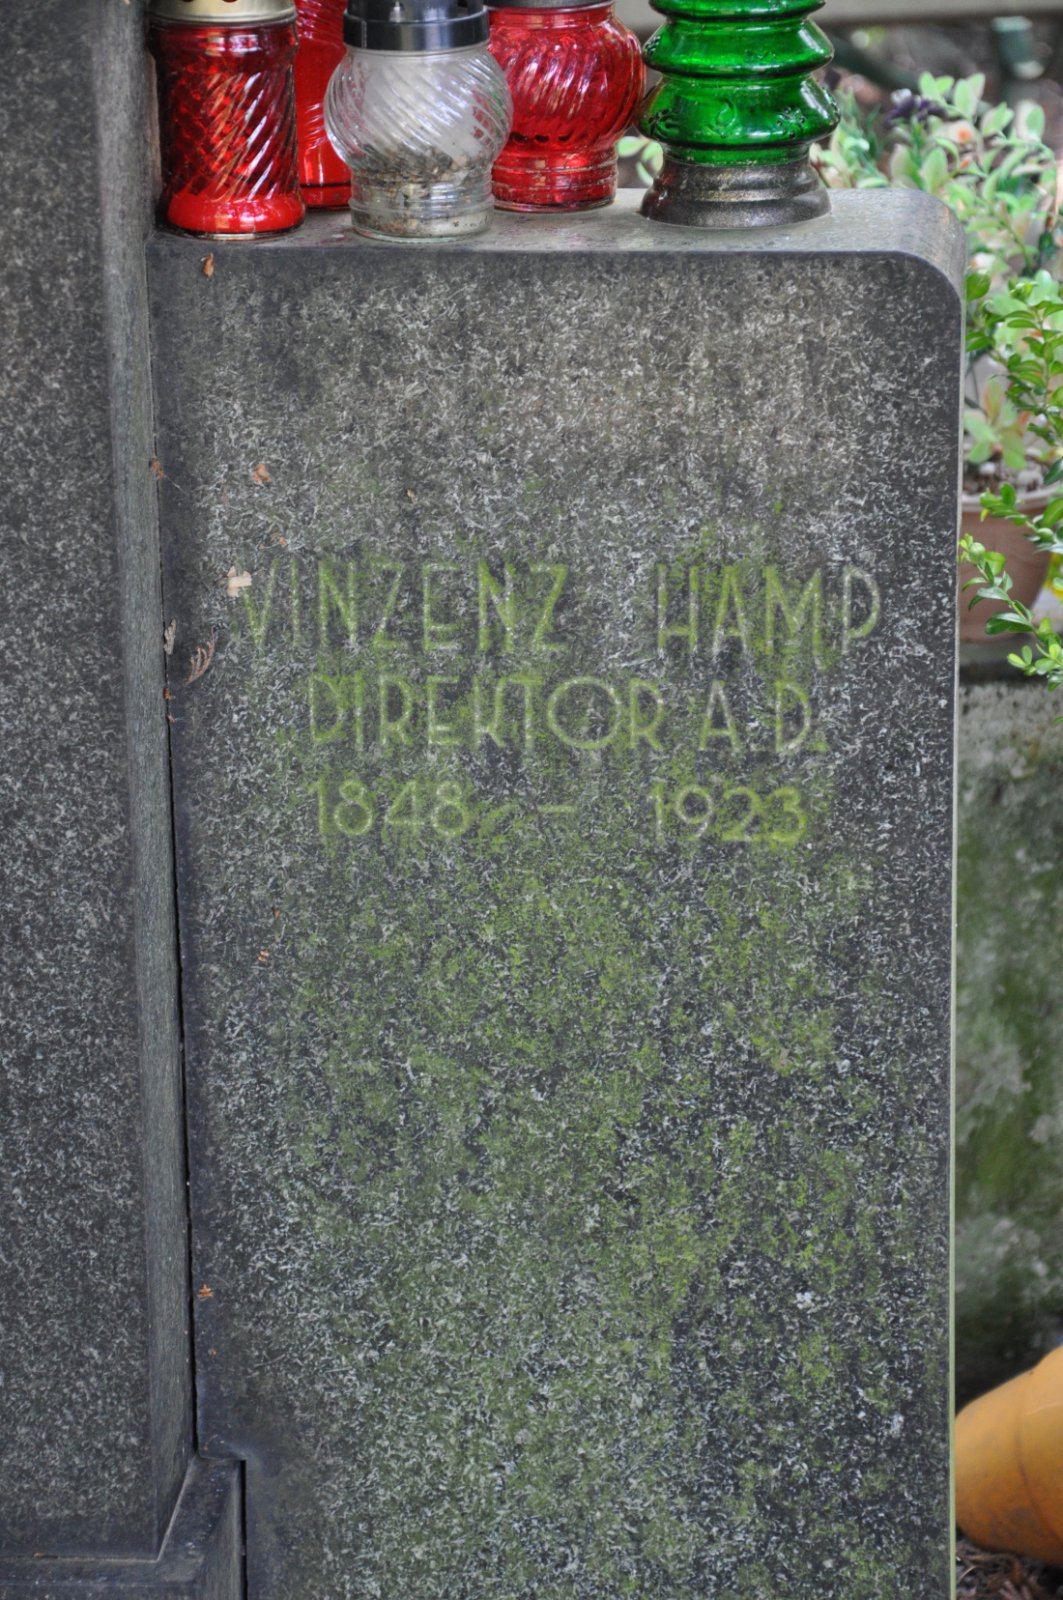 VINZENZ HAMP
DIREKTOR A.D.
1848 - 1923